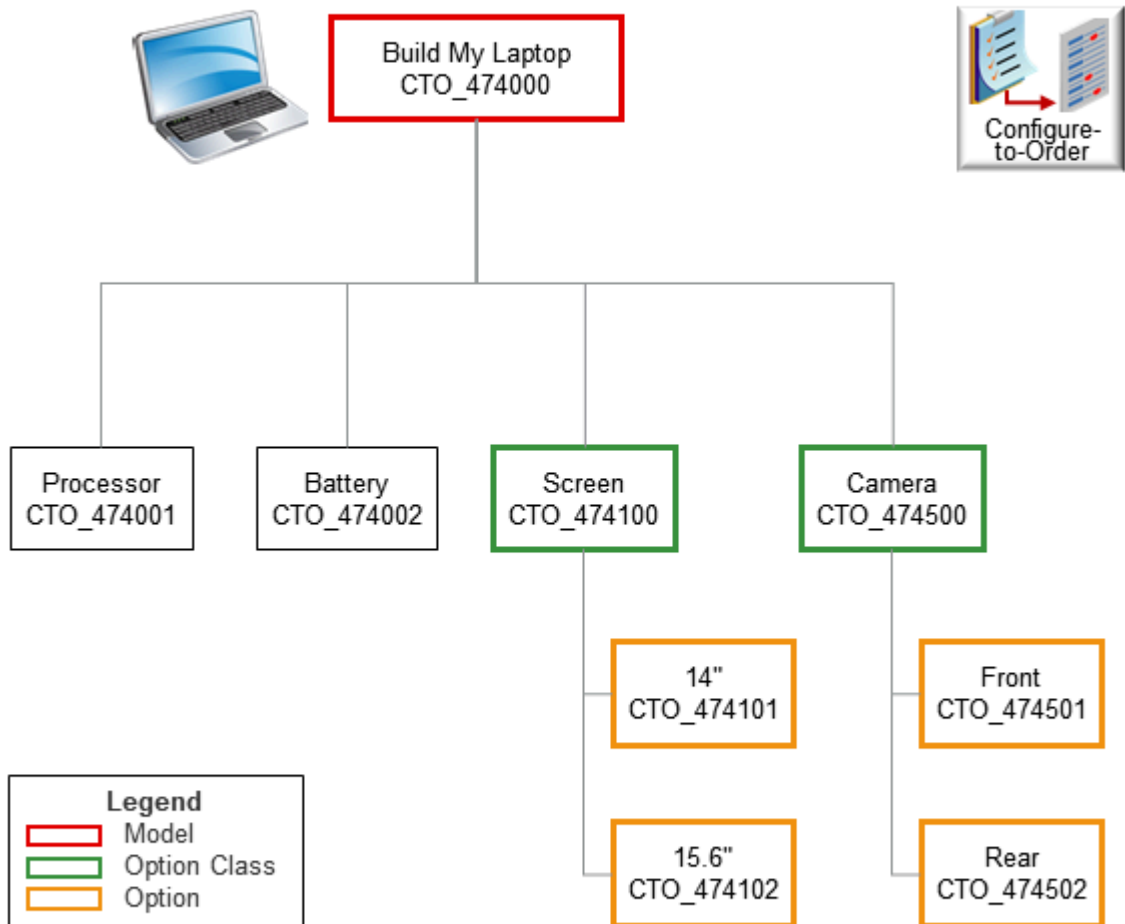 Build My Laptop
CTO_474000
Configure-
to-Order
Processor
CTO_474001
Battery
CTO_474002
Screen
CTO_474100
Camera
CTO_474500
14"
CTO_474101
Front
CTO_474501
15.6"
CTO_474102
Rear
CTO_474502
Legend
Model
Option Class
Option